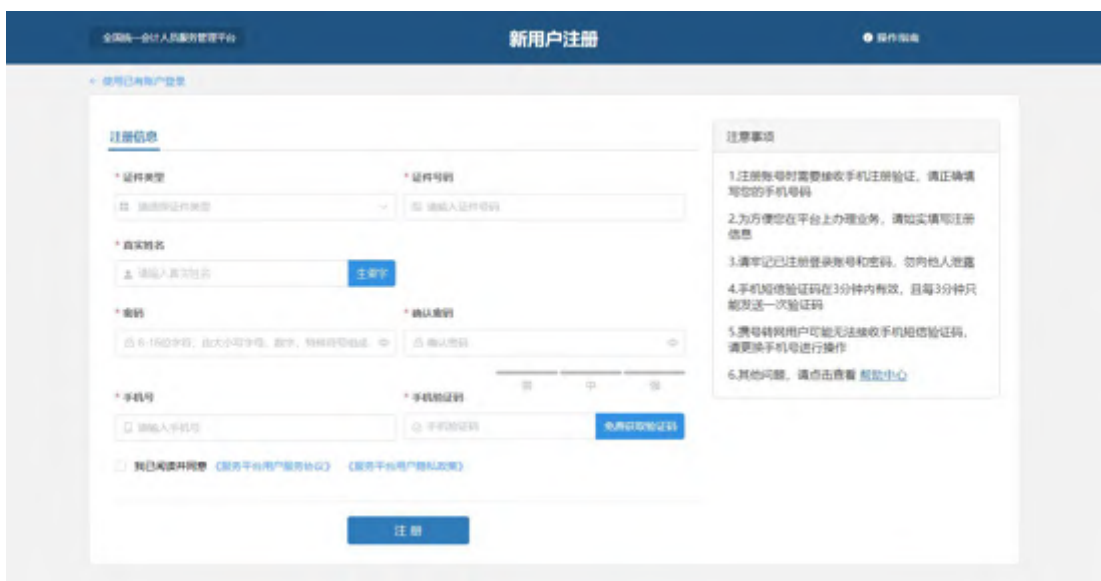 全国统一会计人员服务管理平台
新用户注册
操作指南
← 使用已有账户登录
注册信息
* 证件类型
* 证件号码
请选择证件类型
请输入证件号码
* 真实姓名
请输入真实姓名
生僻字
* 密码
* 确认密码
8-16位字符，由大小写字母、数字、特殊符号组成
确认密码
弱
中
强
* 手机号
* 手机验证码
请输入手机号
手机验证码
免费获取验证码
我已阅读并同意 《服务平台用户服务协议》 《服务平台用户隐私政策》
注 册
注意事项
1.注册账号时需要接收手机注册验证，请正确填
写您的手机号码
2.为方便您在平台上办理业务，请如实填写注册
信息
3.请牢记已注册登录账号和密码，勿向他人泄露
4.手机短信验证码在3分钟内有效，且每3分钟只
能发送一次验证码
5.携号转网用户可能无法接收手机短信验证码，
请更换手机号进行操作
6.其他问题，请点击查看 帮助中心